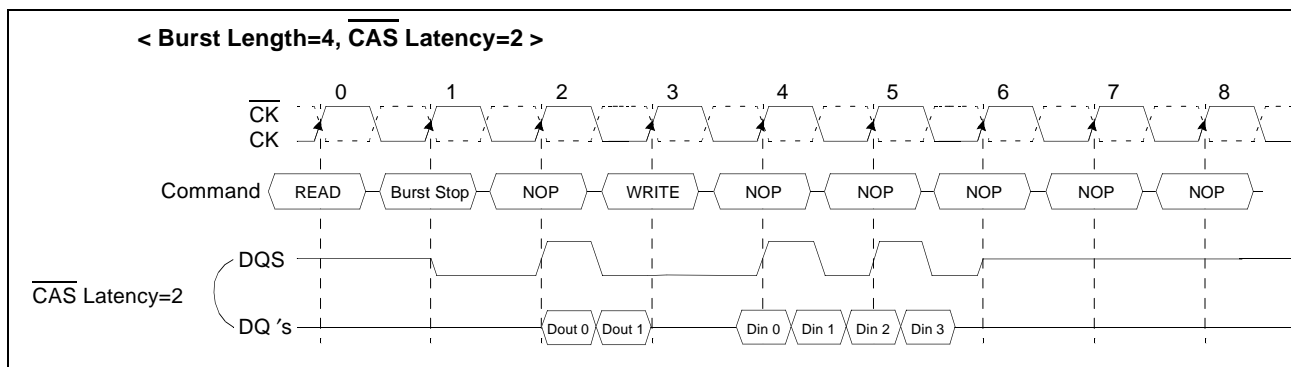 < Burst Length=4, CAS Latency=2 >
0 1 2 3 4 5 6 7 8
CK
CK
Command READ Burst Stop NOP WRITE NOP NOP NOP NOP NOP
DQS
CAS Latency=2
DQ ′s Dout 0 Dout 1 Din 0 Din 1 Din 2 Din 3